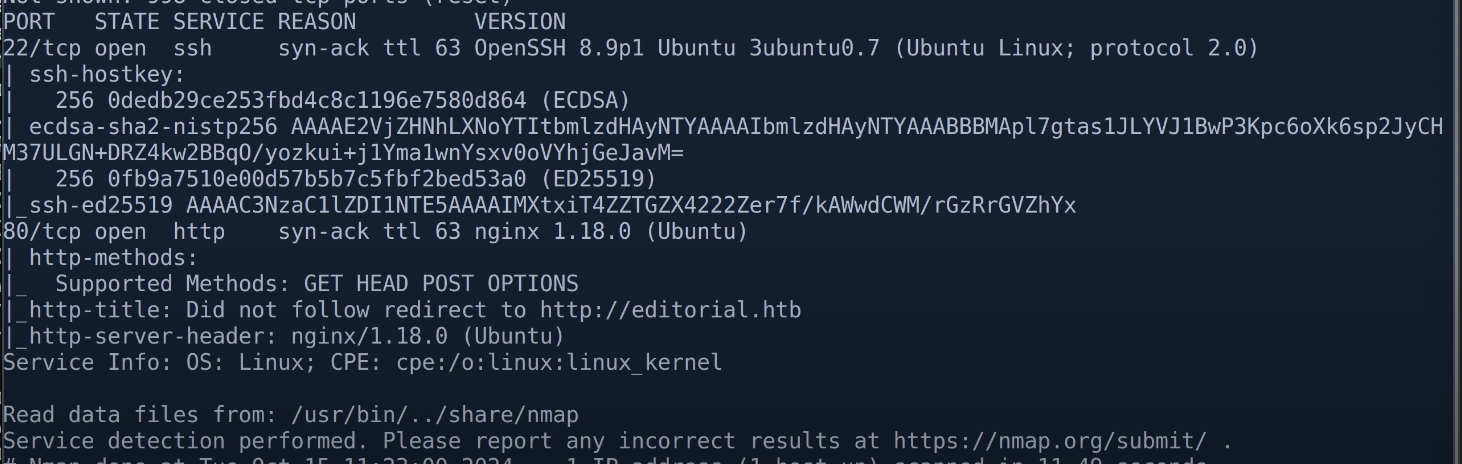 PORT   STATE SERVICE REASON         VERSION
22/tcp open  ssh     syn-ack ttl 63 OpenSSH 8.9p1 Ubuntu 3ubuntu0.7 (Ubuntu Linux; protocol 2.0)
| ssh-hostkey:
|   256 0dedb29ce253fbd4c8c1196e7580d864 (ECDSA)
| ecdsa-sha2-nistp256 AAAAE2VjZHNhLXNoYTItbmlzdHAyNTYAAAAIbmlzdHAyNTYAAABBBMApl7gtas1JLYVJ1BwP3Kpc6oXk6sp2JyCH
M37ULGN+DRZ4kw2BBqO/yozkui+j1Yma1wnYsxv0oVYhjGeJavM=
|   256 0fb9a7510e00d57b5b7c5fbf2bed53a0 (ED25519)
|_ssh-ed25519 AAAAC3NzaC1lZDI1NTE5AAAAIMXtxiT4ZZTGZX4222Zer7f/kAWwdCWM/rGzRrGVZhYx
80/tcp open  http    syn-ack ttl 63 nginx 1.18.0 (Ubuntu)
| http-methods:
|_  Supported Methods: GET HEAD POST OPTIONS
|_http-title: Did not follow redirect to http://editorial.htb
|_http-server-header: nginx/1.18.0 (Ubuntu)
Service Info: OS: Linux; CPE: cpe:/o:linux:linux_kernel
Read data files from: /usr/bin/../share/nmap
Service detection performed. Please report any incorrect results at https://nmap.org/submit/ .